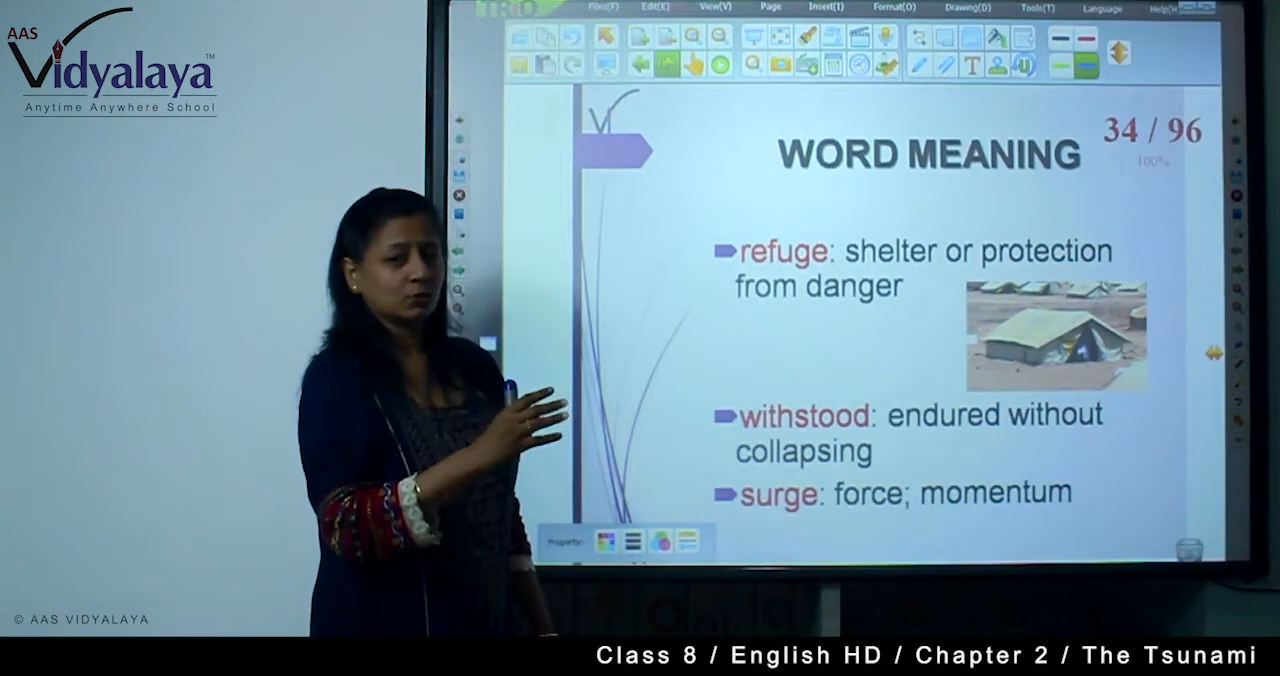 AAS
Vidyalaya™
Anytime Anywhere School
TRIO
Files(F) Edit(E) View(V) Page Insert(I) Format(O) Drawing(D) Tools(T) Language Help(H
34 / 96
100%
WORD MEANING
refuge: shelter or protection
from danger
withstood: endured without
collapsing
surge: force; momentum
Property:
© AAS VIDYALAYA
Class 8 / English HD / Chapter 2 / The Tsunami